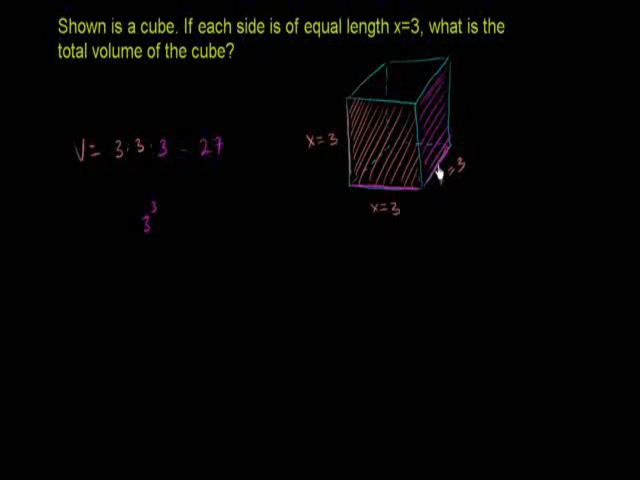 Shown is a cube. If each side is of equal length x=3, what is the
total volume of the cube?
x=3
V= 3·3·3 = 27
=3
x=3
3³